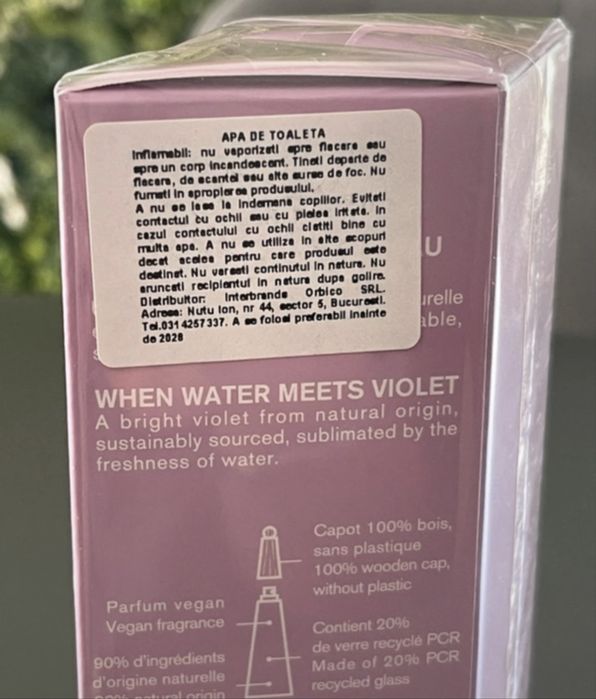 APA DE TOALETA
Inflamabil: nu vaporizati spre flacara sau
spre un corp incandescent. Tineti departe de
flacara, de scantei sau alte surse de foc. Nu
fumati in apropierea produsului.
A nu se lasa la indemana copiilor. Evitati
contactul cu ochii sau cu pielea iritata. In
cazul contactului cu ochii clatiti bine cu
multa apa. A nu se utiliza in alte scopuri
decat acelea pentru care produsul este
destinat. Nu varsati continutul in natura. Nu
aruncati recipientul in natura dupa golire.
Distribuitor: Interbrands Orbico SRL.
Adresa: Nutu Ion, nr 44, sector 5, Bucuresti.
Tel.031 4257337. A se folosi preferabil inainte
de 2028
U
urelle
able,
WHEN WATER MEETS VIOLET
A bright violet from natural origin,
sustainably sourced, sublimated by the
freshness of water.
Capot 100% bois,
sans plastique
100% wooden cap,
without plastic
Parfum vegan
Vegan fragrance
Contient 20%
de verre recyclé PCR
Made of 20% PCR
recycled glass
90% d'ingrédients
d'origine naturelle
90% natural origin